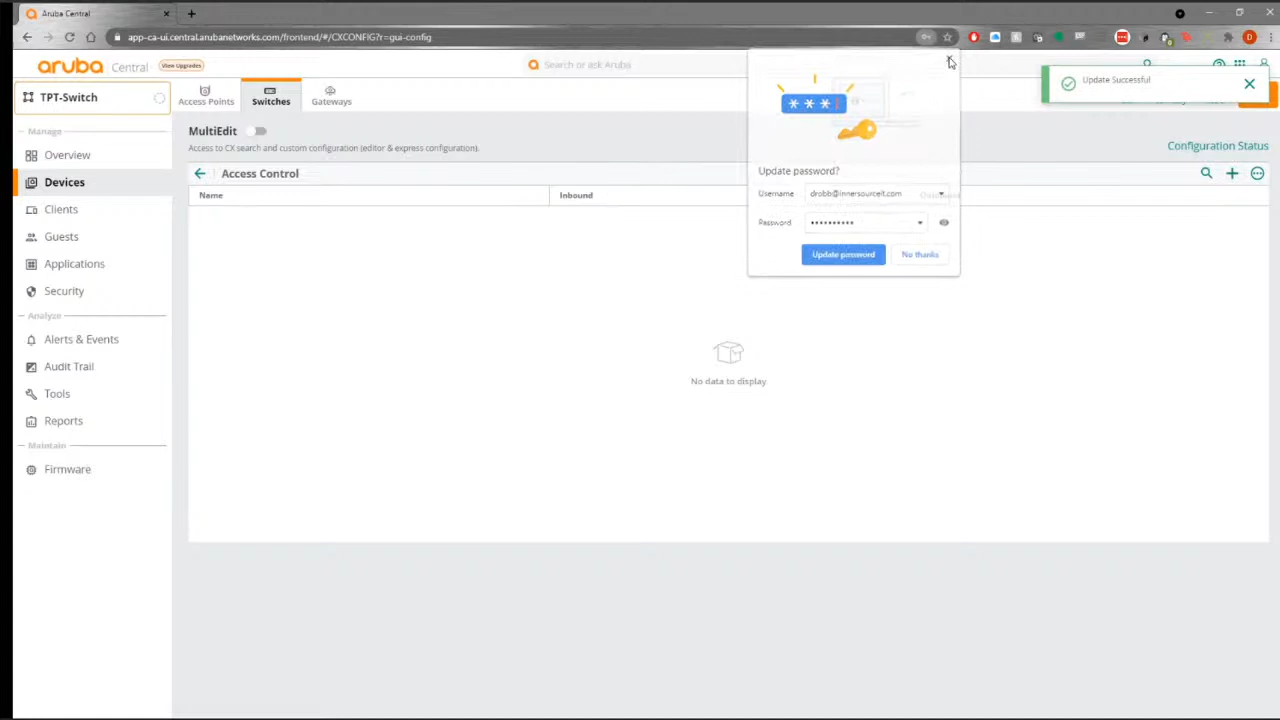 Aruba Central
app-ca-ui.central.arubanetworks.com/frontend/#/CXCONFIG?r=gui-config
aruba Central
View Upgrades
Search or ask Aruba
Update Successful
TPT-Switch
Access Points
Switches
Gateways
Manage
Overview
Devices
Clients
Guests
Applications
Security
Analyze
Alerts & Events
Audit Trail
Tools
Reports
Maintain
Firmware
MultiEdit
Access to CX search and custom configuration (editor & express configuration).
Configuration Status
Access Control
Name
Inbound
Update password?
Username drobb@innersourceit.com
Password ••••••••••
Update password
No thanks
No data to display